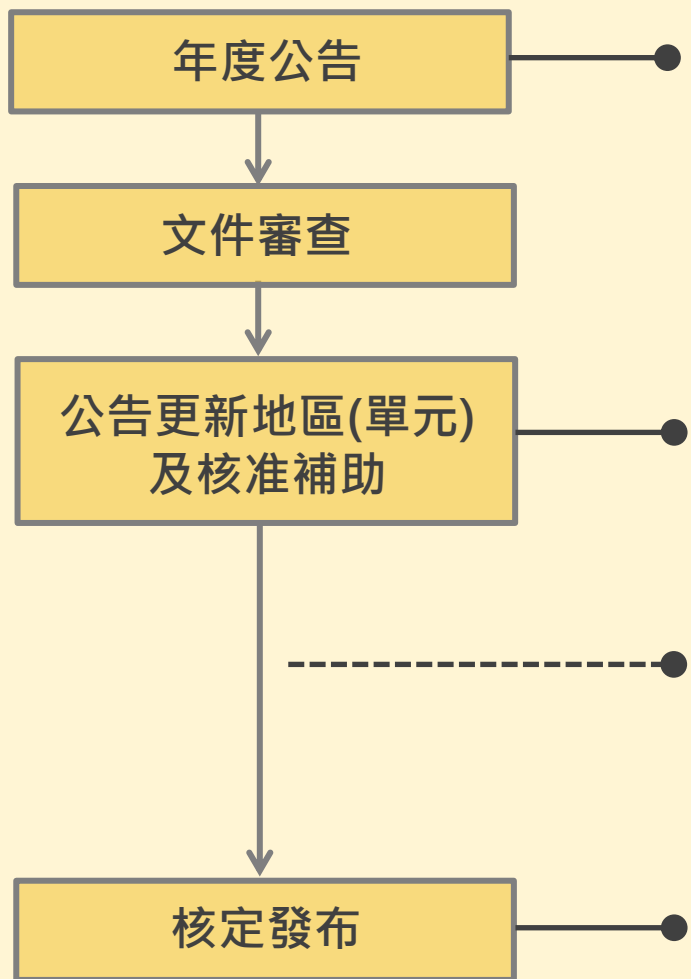 年度公告
文件審查
公告更新地區(單元)
及核准補助
核定發布